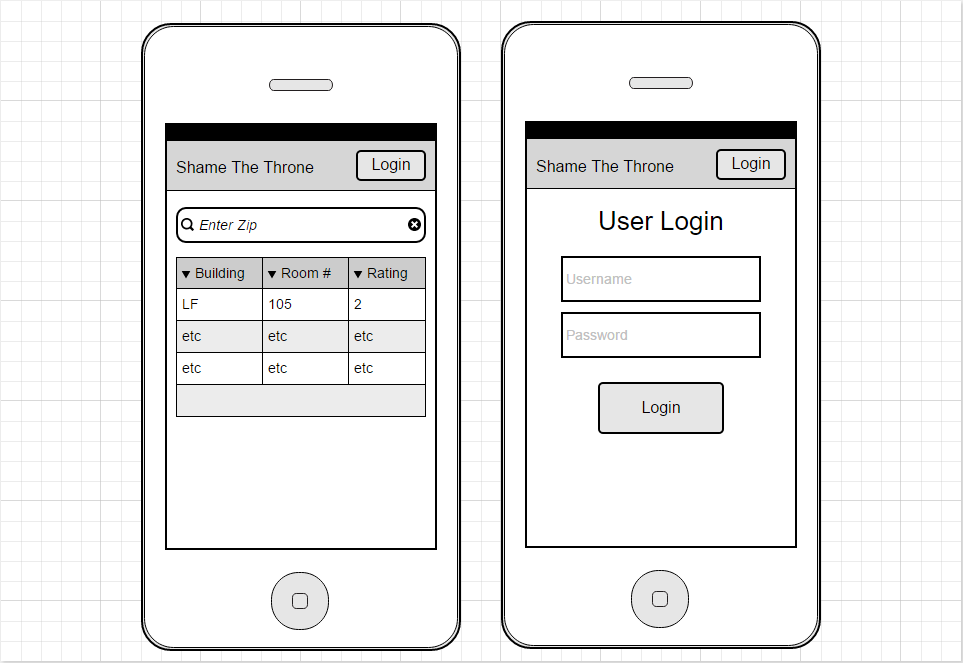 Shame The Throne Login
Enter Zip
Building Room # Rating
LF 105 2
etc etc etc
etc etc etc
Shame The Throne Login
User Login
Username
Password
Login